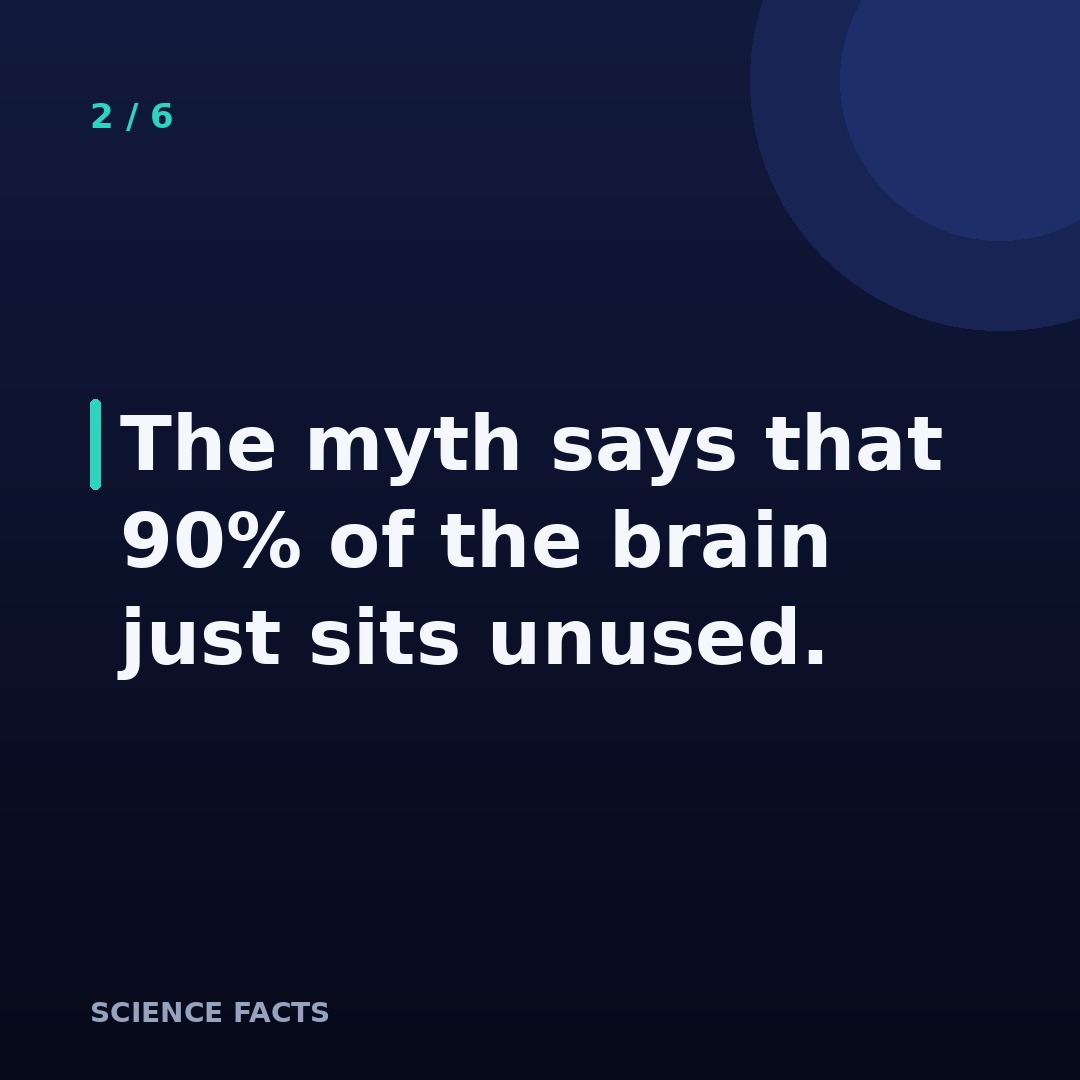 2 / 6
The myth says that
90% of the brain
just sits unused.
SCIENCE FACTS